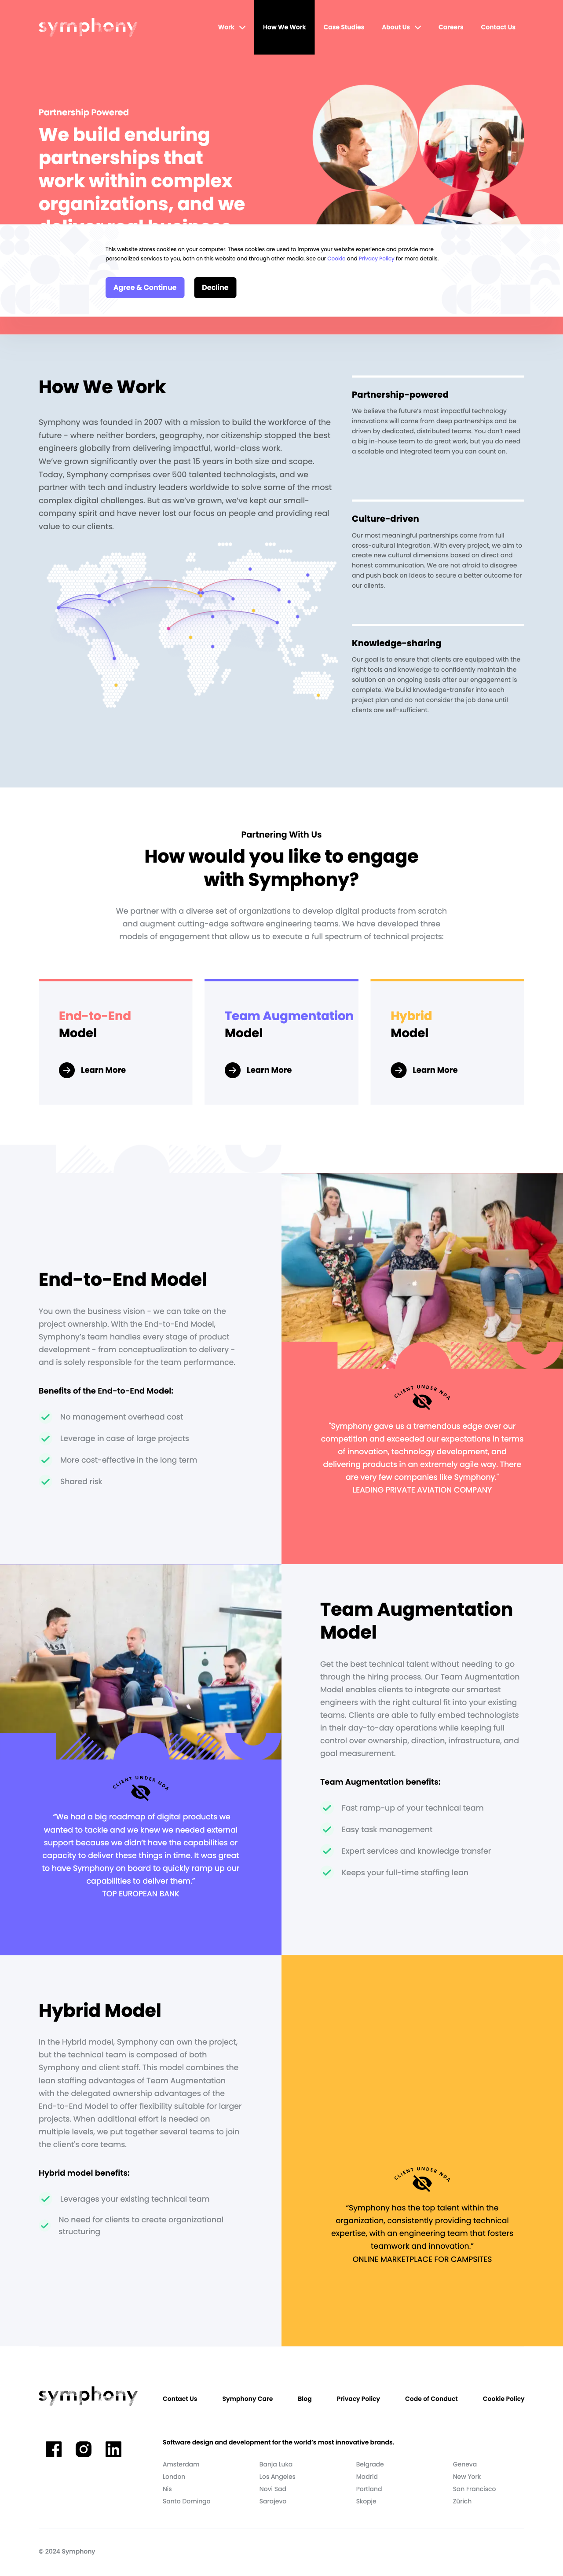 symphony
Work
How We Work
Case Studies
About Us
Careers
Contact Us
Partnership Powered
We build enduring
partnerships that
work within complex
organizations, and we
deliver real business
This website stores cookies on your computer. These cookies are used to improve your website experience and provide more
personalized services to you, both on this website and through other media. See our Cookie and Privacy Policy for more details.
Agree & Continue
Decline
How We Work
Symphony was founded in 2007 with a mission to build the workforce of the
future - where neither borders, geography, nor citizenship stopped the best
engineers globally from delivering impactful, world-class work.
We've grown significantly over the past 15 years in both size and scope.
Today, Symphony comprises over 500 talented technologists, and we
partner with tech and industry leaders worldwide to solve some of the most
complex digital challenges. But as we've grown, we've kept our small-
company spirit and have never lost our focus on people and providing real
value to our clients.
Partnership-powered
We believe the future's most impactful technology
innovations will come from deep partnerships and be
driven by dedicated, distributed teams. You don't need
a big in-house team to do great work, but you do need
a scalable and integrated team you can count on.
Culture-driven
Our most meaningful partnerships come from full
cross-cultural integration. With every project, we aim to
create new cultural dimensions based on direct and
honest communication. We are not afraid to disagree
and push back on ideas to secure a better outcome for
our clients.
Knowledge-sharing
Our goal is to ensure that clients are equipped with the
right tools and knowledge to confidently maintain the
solution on an ongoing basis after our engagement is
complete. We build knowledge-transfer into each
project plan and do not consider the job done until
clients are self-sufficient.
Partnering With Us
How would you like to engage
with Symphony?
We partner with a diverse set of organizations to develop digital products from scratch
and augment cutting-edge software engineering teams. We have developed three
models of engagement that allow us to execute a full spectrum of technical projects:
End-to-End
Model
Learn More
Team Augmentation
Model
Learn More
Hybrid
Model
Learn More
End-to-End Model
You own the business vision - we can take on the
project ownership. With the End-to-End Model,
Symphony's team handles every stage of product
development - from conceptualization to delivery -
and is solely responsible for the team performance.
Benefits of the End-to-End Model:
No management overhead cost
Leverage in case of large projects
More cost-effective in the long term
Shared risk
CLIENT UNDER NDA
"Symphony gave us a tremendous edge over our
competition and exceeded our expectations in terms
of innovation, technology development, and
delivering products in an extremely agile way. There
are very few companies like Symphony."
LEADING PRIVATE AVIATION COMPANY
CLIENT UNDER NDA
"We had a big roadmap of digital products we
wanted to tackle and we knew we needed external
support because we didn't have the capabilities or
capacity to deliver these things in time. It was great
to have Symphony on board to quickly ramp up our
capabilities to deliver them."
TOP EUROPEAN BANK
Team Augmentation
Model
Get the best technical talent without needing to go
through the hiring process. Our Team Augmentation
Model enables clients to integrate our smartest
engineers with the right cultural fit into your existing
teams. Clients are able to fully embed technologists
in their day-to-day operations while keeping full
control over ownership, direction, infrastructure, and
goal measurement.
Team Augmentation benefits:
Fast ramp-up of your technical team
Easy task management
Expert services and knowledge transfer
Keeps your full-time staffing lean
Hybrid Model
In the Hybrid model, Symphony can own the project,
but the technical team is composed of both
Symphony and client staff. This model combines the
lean staffing advantages of Team Augmentation
with the delegated ownership advantages of the
End-to-End Model to offer flexibility suitable for larger
projects. When additional effort is needed on
multiple levels, we put together several teams to join
the client's core teams.
Hybrid model benefits:
Leverages your existing technical team
No need for clients to create organizational
structuring
CLIENT UNDER NDA
"Symphony has the top talent within the
organization, consistently providing technical
expertise, with an engineering team that fosters
teamwork and innovation."
ONLINE MARKETPLACE FOR CAMPSITES
symphony
Contact Us
Symphony Care
Blog
Privacy Policy
Code of Conduct
Cookie Policy
Software design and development for the world's most innovative brands.
Amsterdam
Banja Luka
Belgrade
Geneva
London
Los Angeles
Madrid
New York
Nis
Novi Sad
Portland
San Francisco
Santo Domingo
Sarajevo
Skopje
Zürich
© 2024 Symphony